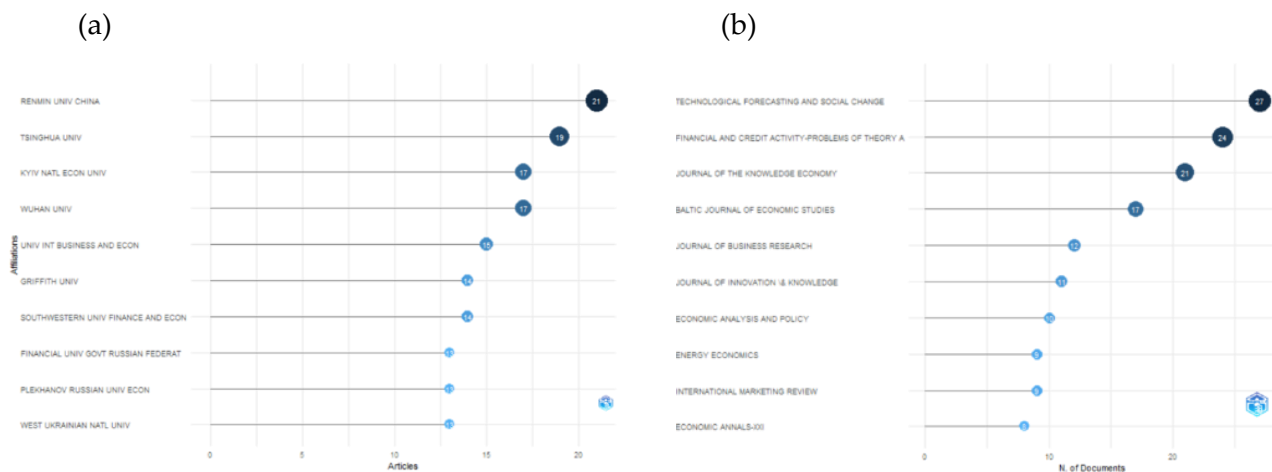 (a)
(b)
RENMIN UNIV CHINA
21
TSINGHUA UNIV
19
KYIV NATL ECON UNIV
17
WUHAN UNIV
17
UNIV INT BUSINESS AND ECON
15
GRIFFITH UNIV
14
SOUTHWESTERN UNIV FINANCE AND ECON
14
FINANCIAL UNIV GOVT RUSSIAN FEDERAT
13
PLEKHANOV RUSSIAN UNIV ECON
13
WEST UKRAINIAN NATL UNIV
13
Affiliations
0
5
10
15
20
Articles
TECHNOLOGICAL FORECASTING AND SOCIAL CHANGE
27
FINANCIAL AND CREDIT ACTIVITY-PROBLEMS OF THEORY A
24
JOURNAL OF THE KNOWLEDGE ECONOMY
21
BALTIC JOURNAL OF ECONOMIC STUDIES
17
JOURNAL OF BUSINESS RESEARCH
12
JOURNAL OF INNOVATION \& KNOWLEDGE
11
ECONOMIC ANALYSIS AND POLICY
10
ENERGY ECONOMICS
9
INTERNATIONAL MARKETING REVIEW
9
ECONOMIC ANNALS-XXI
8
0
10
20
N. of Documents